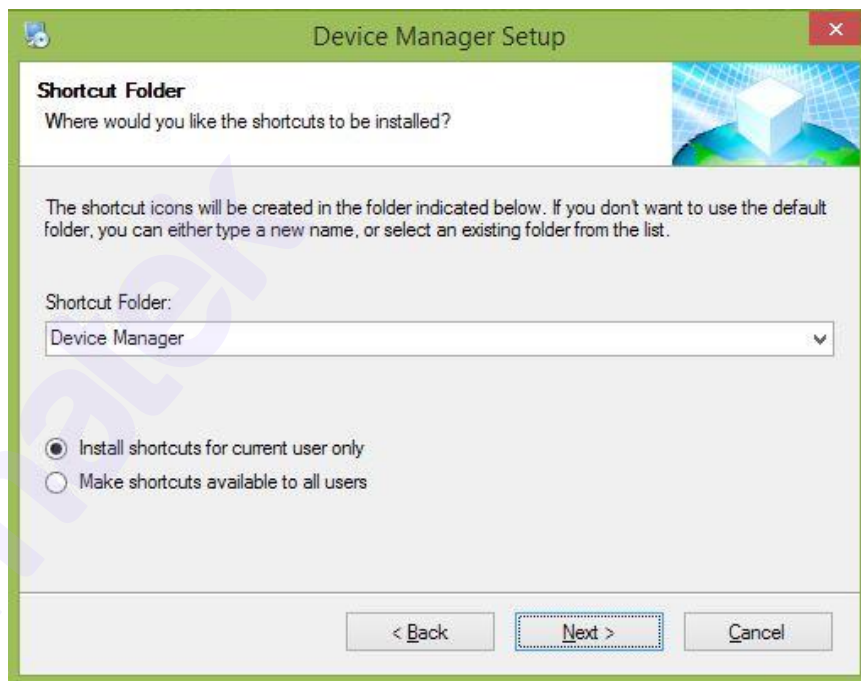 Device Manager Setup
Shortcut Folder
Where would you like the shortcuts to be installed?
The shortcut icons will be created in the folder indicated below. If you don't want to use the default
folder, you can either type a new name, or select an existing folder from the list.
Shortcut Folder:
Device Manager
Install shortcuts for current user only
Make shortcuts available to all users
< Back
Next >
Cancel